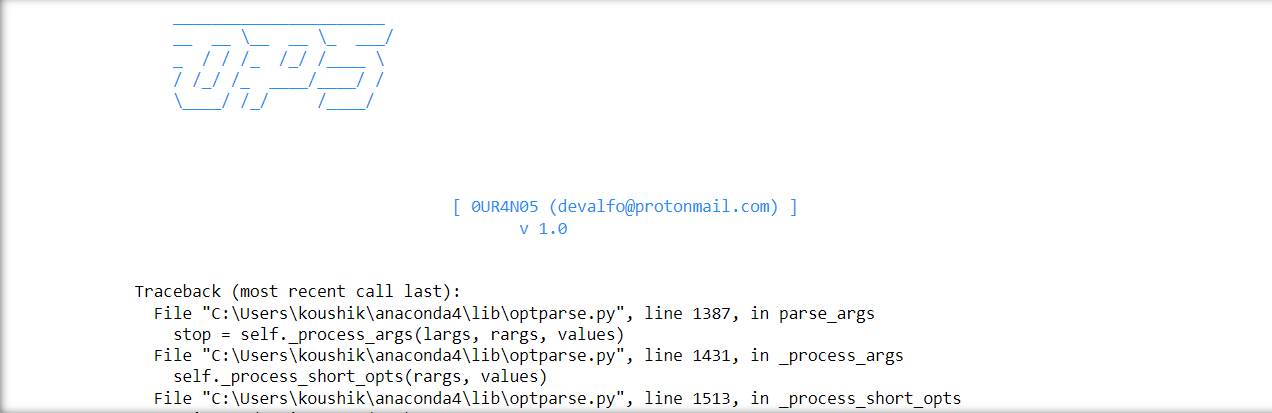 [ 0UR4N05 (devalfo@protonmail.com) ]
v 1.0
Traceback (most recent call last):
File "C:\Users\koushik\anaconda4\lib\optparse.py", line 1387, in parse_args
stop = self._process_args(largs, rargs, values)
File "C:\Users\koushik\anaconda4\lib\optparse.py", line 1431, in _process_args
self._process_short_opts(rargs, values)
File "C:\Users\koushik\anaconda4\lib\optparse.py", line 1513, in _process_short_opts